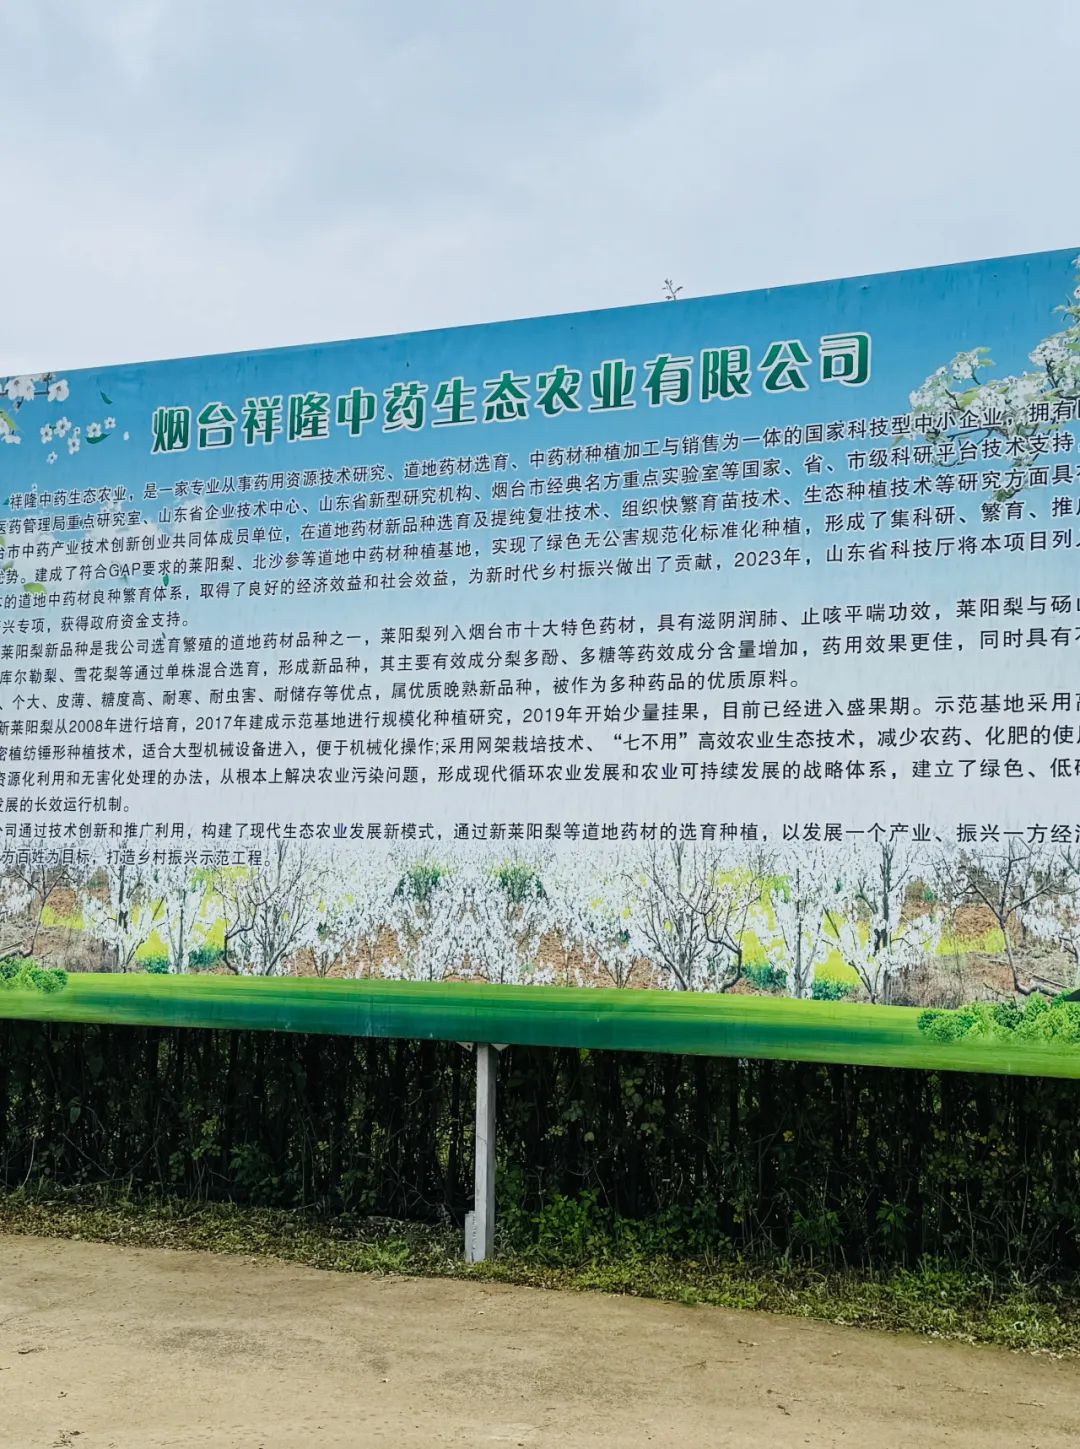 烟台祥隆中药生态农业有限公司
祥隆中药生态农业，是一家专业从事药用资源技术研究、道地药材选育、中药材种植加工与销售为一体的国家科技型中小企业，拥有
医药管理局重点研究室、山东省企业技术中心、山东省新型研究机构、烟台市经典名方重点实验室等国家、省、市级科研平台技术支持
台市中药产业技术创新创业共同体成员单位，在道地药材新品种选育及提纯复壮技术、组织快繁育苗技术、生态种植技术等研究方面具
优势。建成了符合GAP要求的莱阳梨、北沙参等道地中药材种植基地，实现了绿色无公害规范化标准化种植，形成了集科研、繁育、推
的道地中药材良种繁育体系，取得了良好的经济效益和社会效益，为新时代乡村振兴做出了贡献，2023年，山东省科技厅将本项目列
兴专项，获得政府资金支持。
莱阳梨新品种是我公司选育繁殖的道地药材品种之一，莱阳梨列入烟台市十大特色药材，具有滋阴润肺、止咳平喘功效，莱阳梨与砀山
库尔勒梨、雪花梨等通过单株混合选育，形成新品种，其主要有效成分梨多酚、多糖等药效成分含量增加，药用效果更佳，同时具有
、个大、皮薄、糖度高、耐寒、耐虫害、耐储存等优点，属优质晚熟新品种，被作为多种药品的优质原料。
新莱阳梨从2008年进行培育，2017年建成示范基地进行规模化种植研究，2019年开始少量挂果，目前已经进入盛果期。示范基地采用高
密植纺锤形种植技术，适合大型机械设备进入，便于机械化操作;采用网架栽培技术、“七不用”高效农业生态技术，减少农药、化肥的使用
资源化利用和无害化处理的办法，从根本上解决农业污染问题，形成现代循环农业发展和农业可持续发展的战略体系，建立了绿色、低碳
发展的长效运行机制。
公司通过技术创新和推广利用，构建了现代生态农业发展新模式，通过新莱阳梨等道地药材的选育种植，以发展一个产业、振兴一方经济
方百姓为目标，打造乡村振兴示范工程。